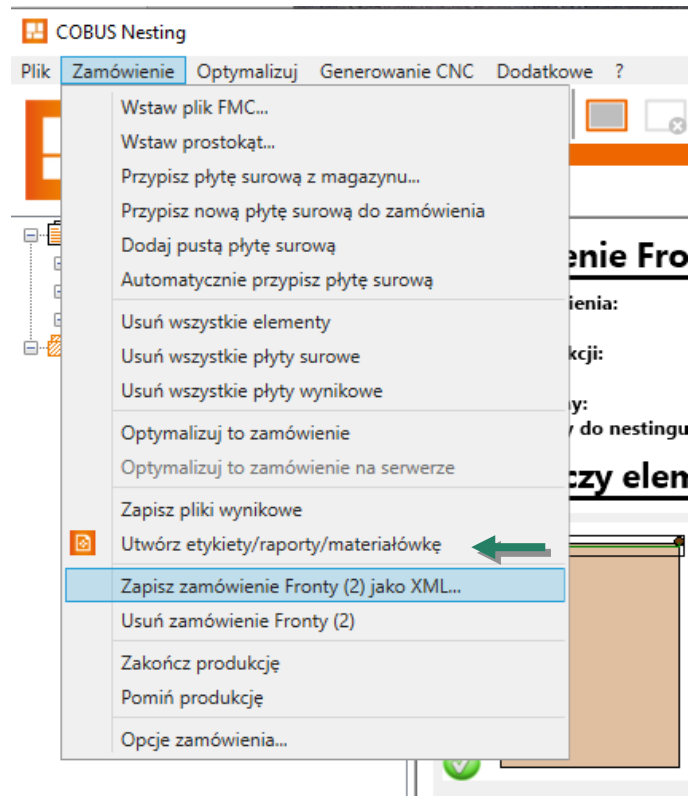 COBUS Nesting
Plik Zamówienie Optymalizuj Generowanie CNC Dodatkowe ?
Wstaw plik FMC...
Wstaw prostokąt...
Przypisz płytę surową z magazynu...
Przypisz nową płytę surową do zamówienia
Dodaj pustą płytę surową
Automatycznie przypisz płytę surową
Usuń wszystkie elementy
Usuń wszystkie płyty surowe
Usuń wszystkie płyty wynikowe
Optymalizuj to zamówienie
Optymalizuj to zamówienie na serwerze
Zapisz pliki wynikowe
Utwórz etykiety/raporty/materiałówkę
Zapisz zamówienie Fronty (2) jako XML...
Usuń zamówienie Fronty (2)
Zakończ produkcję
Pomiń produkcję
Opcje zamówienia...
enie Fro
ienia:
kcji:
y:
do nestingu
czy elem